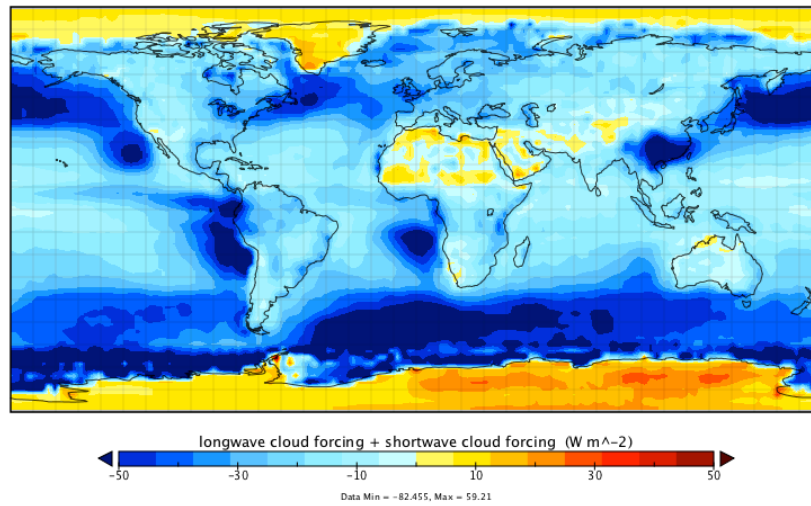 longwave cloud forcing + shortwave cloud forcing (W m^-2)
-50 -30 -10 10 30 50
Data Min = -82.455, Max = 59.21